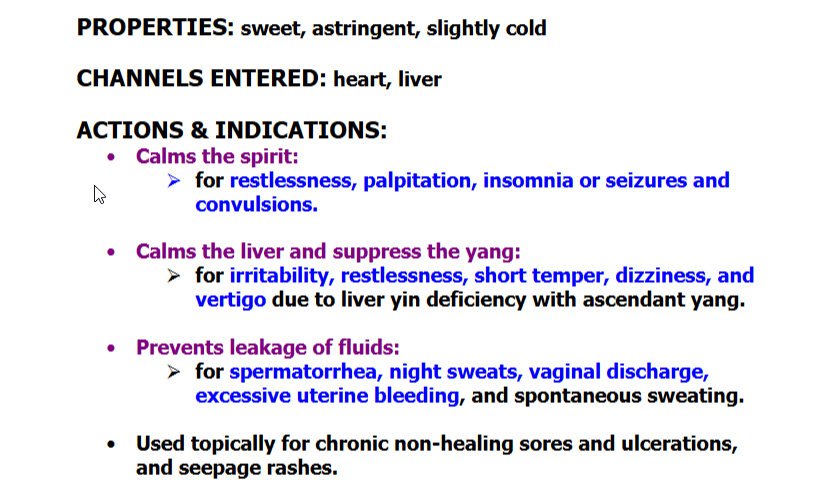 PROPERTIES: sweet, astringent, slightly cold
CHANNELS ENTERED: heart, liver
ACTIONS & INDICATIONS:
• Calms the spirit:
➢ for restlessness, palpitation, insomnia or seizures and
convulsions.
• Calms the liver and suppress the yang:
➢ for irritability, restlessness, short temper, dizziness, and
vertigo due to liver yin deficiency with ascendant yang.
• Prevents leakage of fluids:
➢ for spermatorrhea, night sweats, vaginal discharge,
excessive uterine bleeding, and spontaneous sweating.
• Used topically for chronic non-healing sores and ulcerations,
and seepage rashes.